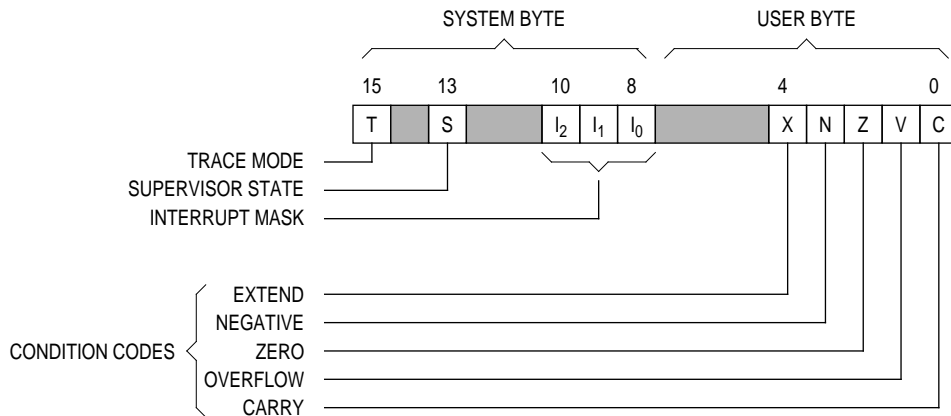 SYSTEM BYTE USER BYTE
15 13 10 8 4 0
T S I2 I1 I0 X N Z V C
TRACE MODE
SUPERVISOR STATE
INTERRUPT MASK
EXTEND
NEGATIVE
CONDITION CODES ZERO
OVERFLOW
CARRY